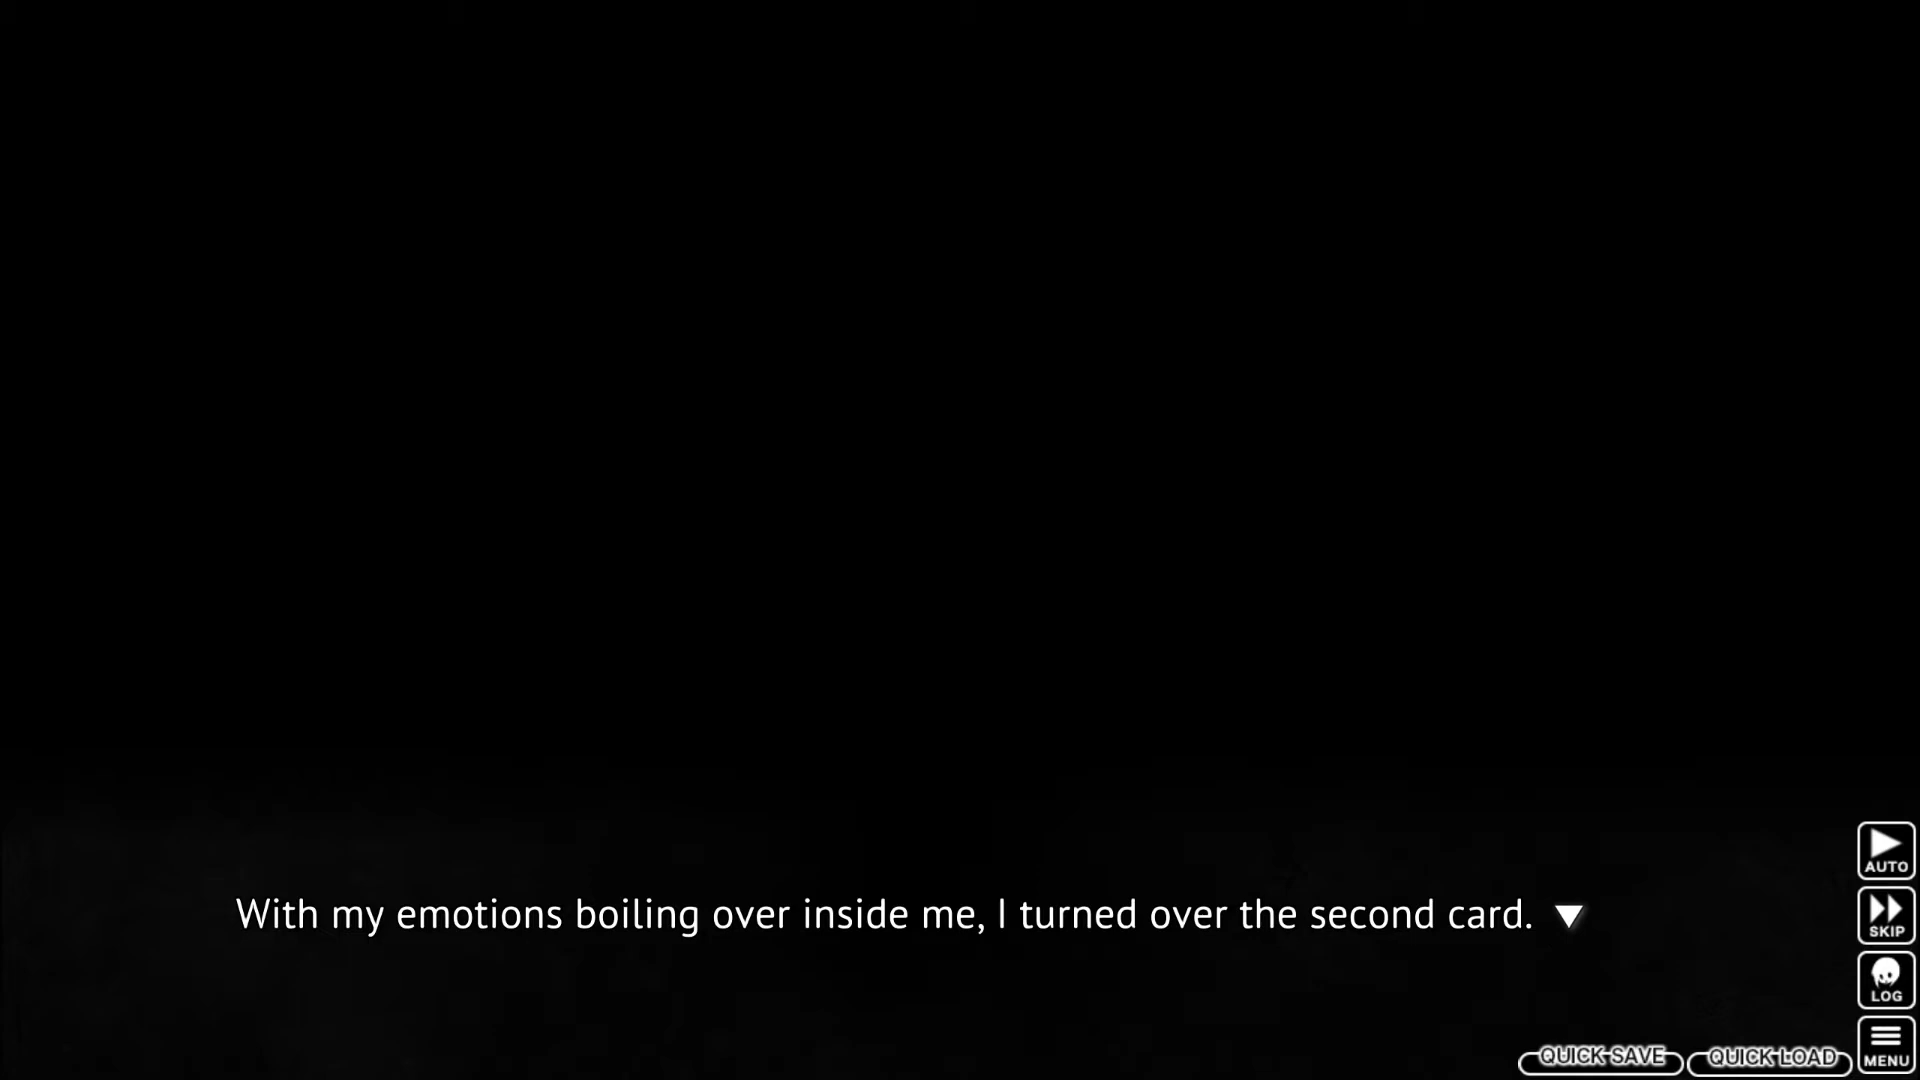 With my emotions boiling over inside me, I turned over the second card.
AUTO
SKIP
LOG
MENU
QUICK SAVE
QUICK LOAD